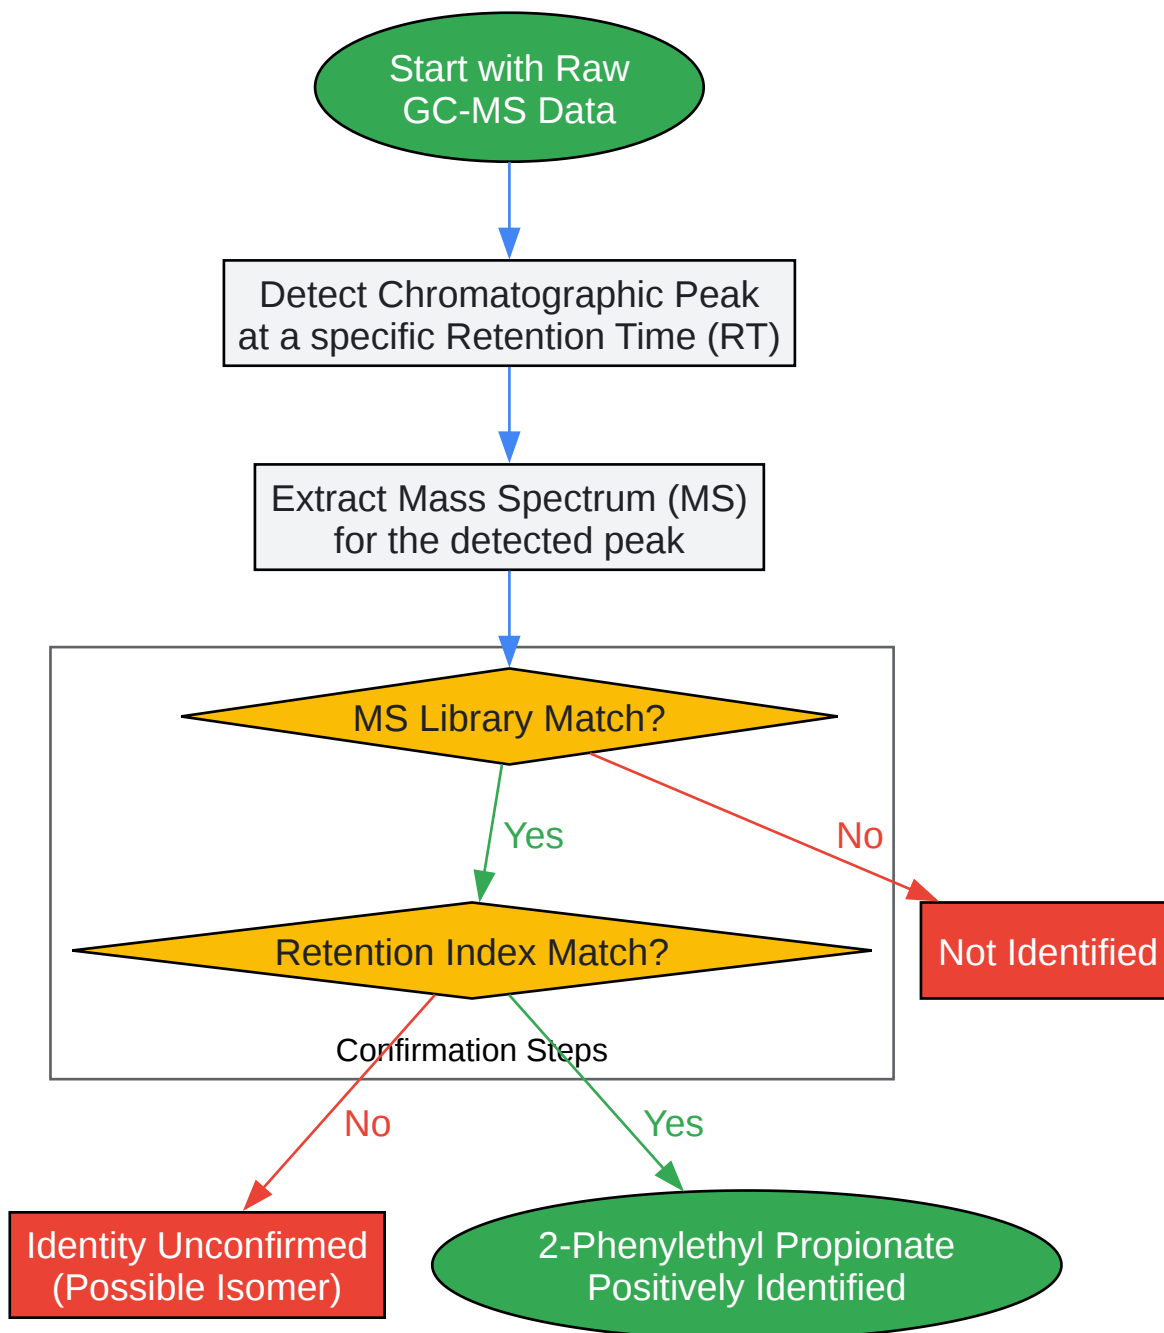 Start with Raw
GC-MS Data
Detect Chromatographic Peak
at a specific Retention Time (RT)
Extract Mass Spectrum (MS)
for the detected peak
MS Library Match?
Yes
No
Retention Index Match?
Not Identified
Confirmation Steps
No
Yes
Identity Unconfirmed
(Possible Isomer)
2-Phenylethyl Propionate
Positively Identified